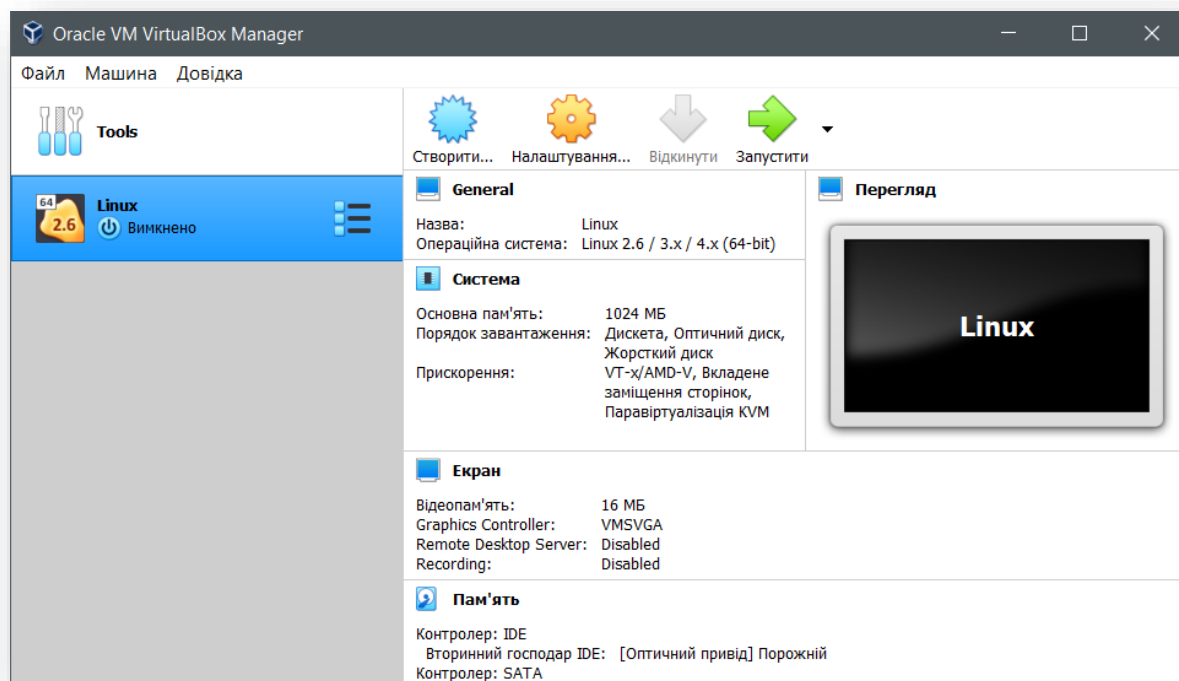 Oracle VM VirtualBox Manager
Файл Машина Довідка
Tools
Створити... Налаштування... Відкинути Запустити
64
2.6
Linux
Вимкнено
General
Назва: Linux
Операційна система: Linux 2.6 / 3.x / 4.x (64-bit)
Перегляд
Linux
Система
Основна пам'ять: 1024 МБ
Порядок завантаження: Дискета, Оптичний диск,
Жорсткий диск
Прискорення: VT-x/AMD-V, Вкладене
заміщення сторінок,
Паравіртуалізація KVM
Екран
Відеопам'ять: 16 МБ
Graphics Controller: VMSVGA
Remote Desktop Server: Disabled
Recording: Disabled
Пам'ять
Контролер: IDE
Вторинний господар IDE: [Оптичний привід] Порожній
Контролер: SATA